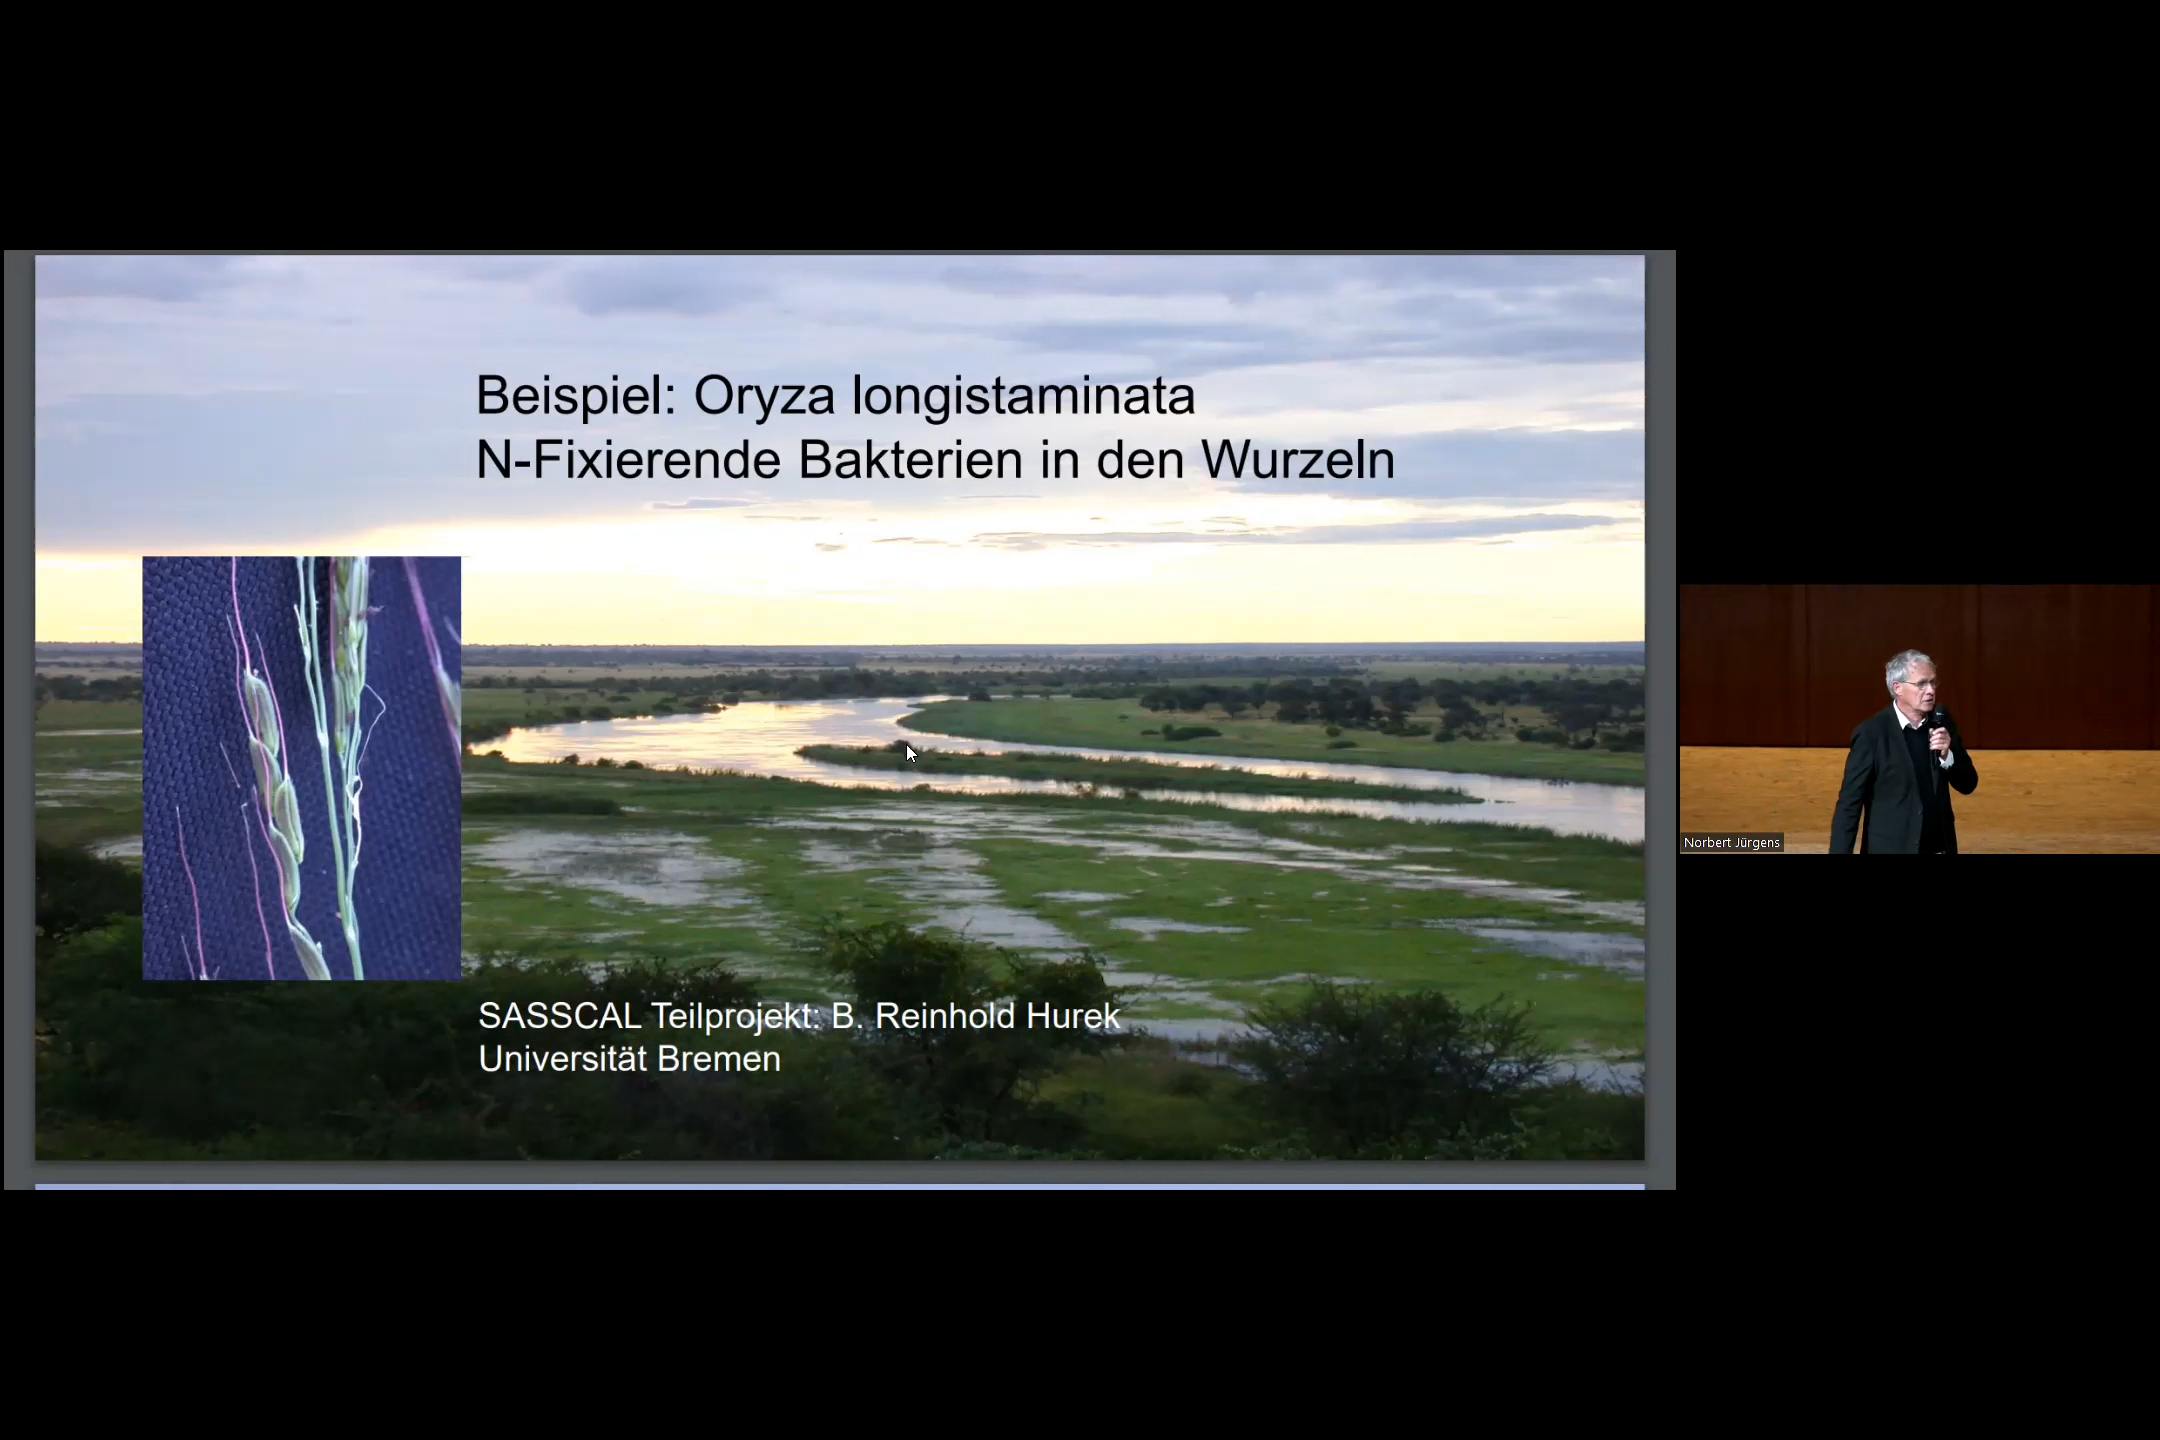 Beispiel: Oryza longistaminata
N-Fixierende Bakterien in den Wurzeln
SASSCAL Teilprojekt: B. Reinhold Hurek
Universität Bremen
Norbert Jürgens